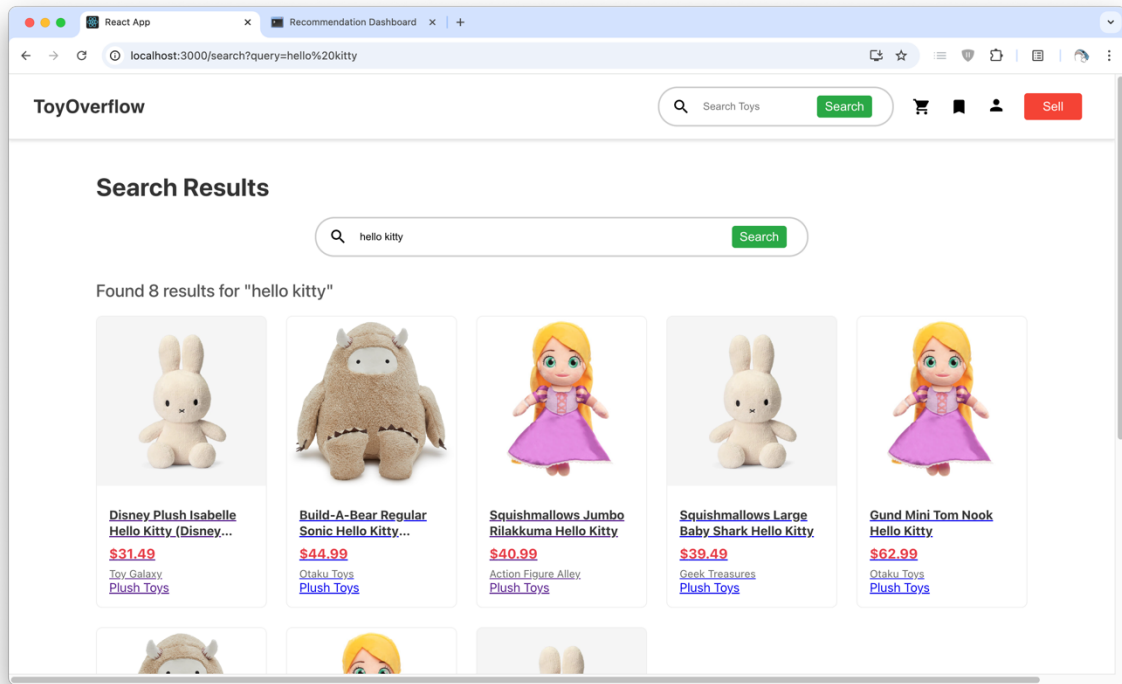 React App
Recommendation Dashboard
localhost:3000/search?query=hello%20kitty
ToyOverflow
Search Toys
Search
Sell
Search Results
hello kitty
Search
Found 8 results for "hello kitty"
Disney Plush Isabelle
Hello Kitty (Disney...
$31.49
Toy Galaxy
Plush Toys
Build-A-Bear Regular
Sonic Hello Kitty...
$44.99
Otaku Toys
Plush Toys
Squishmallows Jumbo
Rilakkuma Hello Kitty
$40.99
Action Figure Alley
Plush Toys
Squishmallows Large
Baby Shark Hello Kitty
$39.49
Geek Treasures
Plush Toys
Gund Mini Tom Nook
Hello Kitty
$62.99
Otaku Toys
Plush Toys